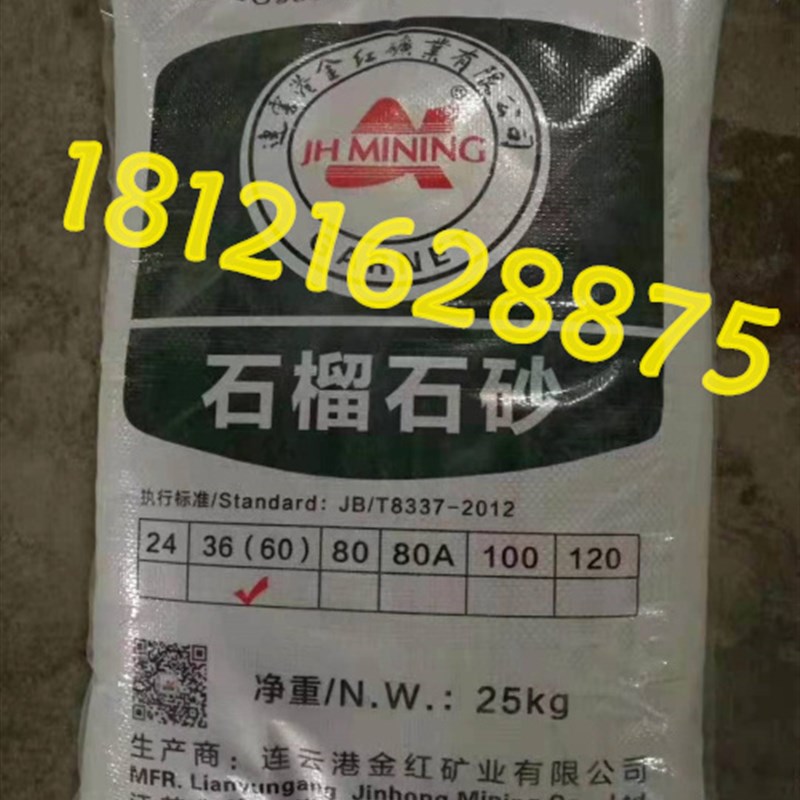 连云港金红矿業有限公司
®
JH MINING
GARNET
18121628875
石榴石砂
执行标准/Standard: JB/T8337-2012
24 36(60) 80 80A 100 120
净重/N.W.: 25kg
生产商: 连云港金红矿业有限公司
MFR. Lianyungang Jinhong Mining Co., Ltd